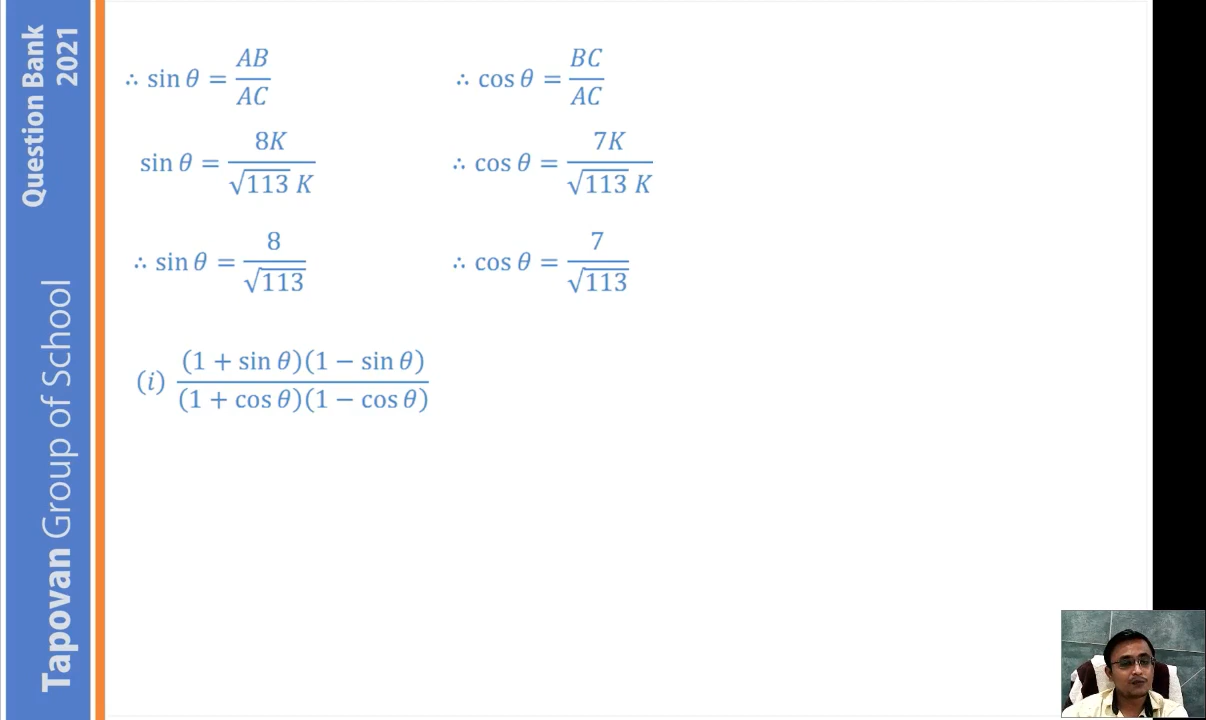 Question Bank
2021
Tapovan Group of School
∴ sin θ = AB/AC
∴ cos θ = BC/AC
sin θ = 8K/√113 K
∴ cos θ = 7K/√113 K
∴ sin θ = 8/√113
∴ cos θ = 7/√113
(i) (1 + sin θ)(1 − sin θ)/(1 + cos θ)(1 − cos θ)